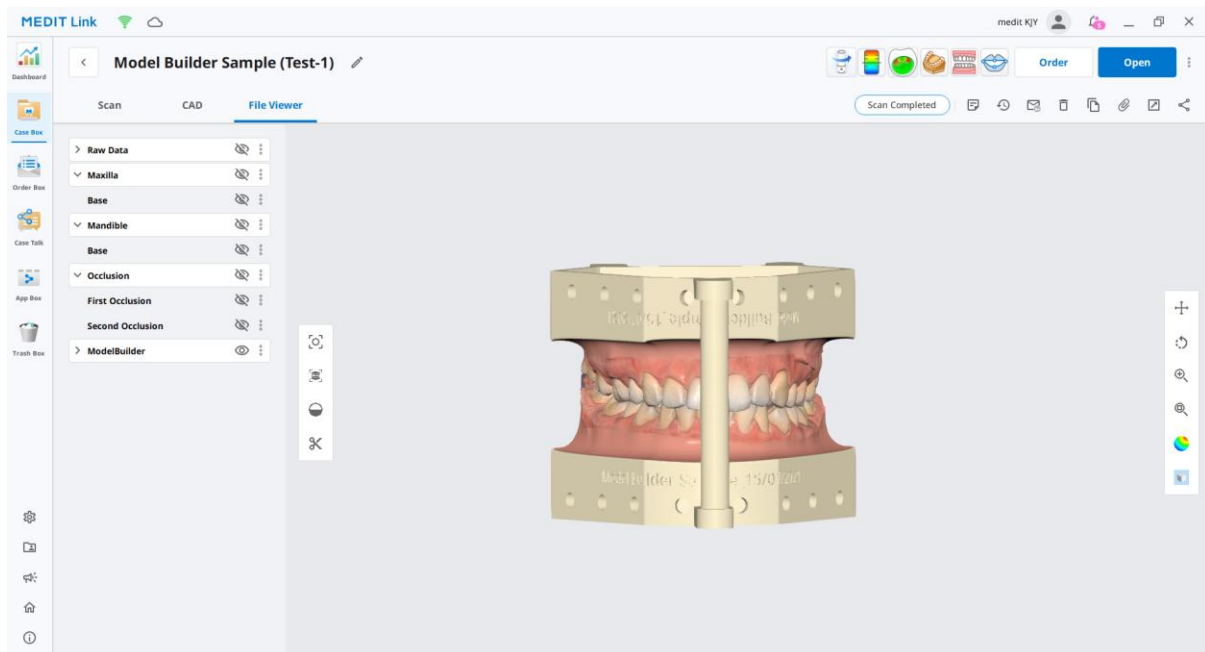 MEDIT Link
medit KJY
Dashboard
Case Box
Order Box
Case Talk
App Box
Trash Box
Model Builder Sample (Test-1)
Order
Open
Scan
CAD
File Viewer
Scan Completed
Raw Data
Maxilla
Base
Mandible
Base
Occlusion
First Occlusion
Second Occlusion
ModelBuilder